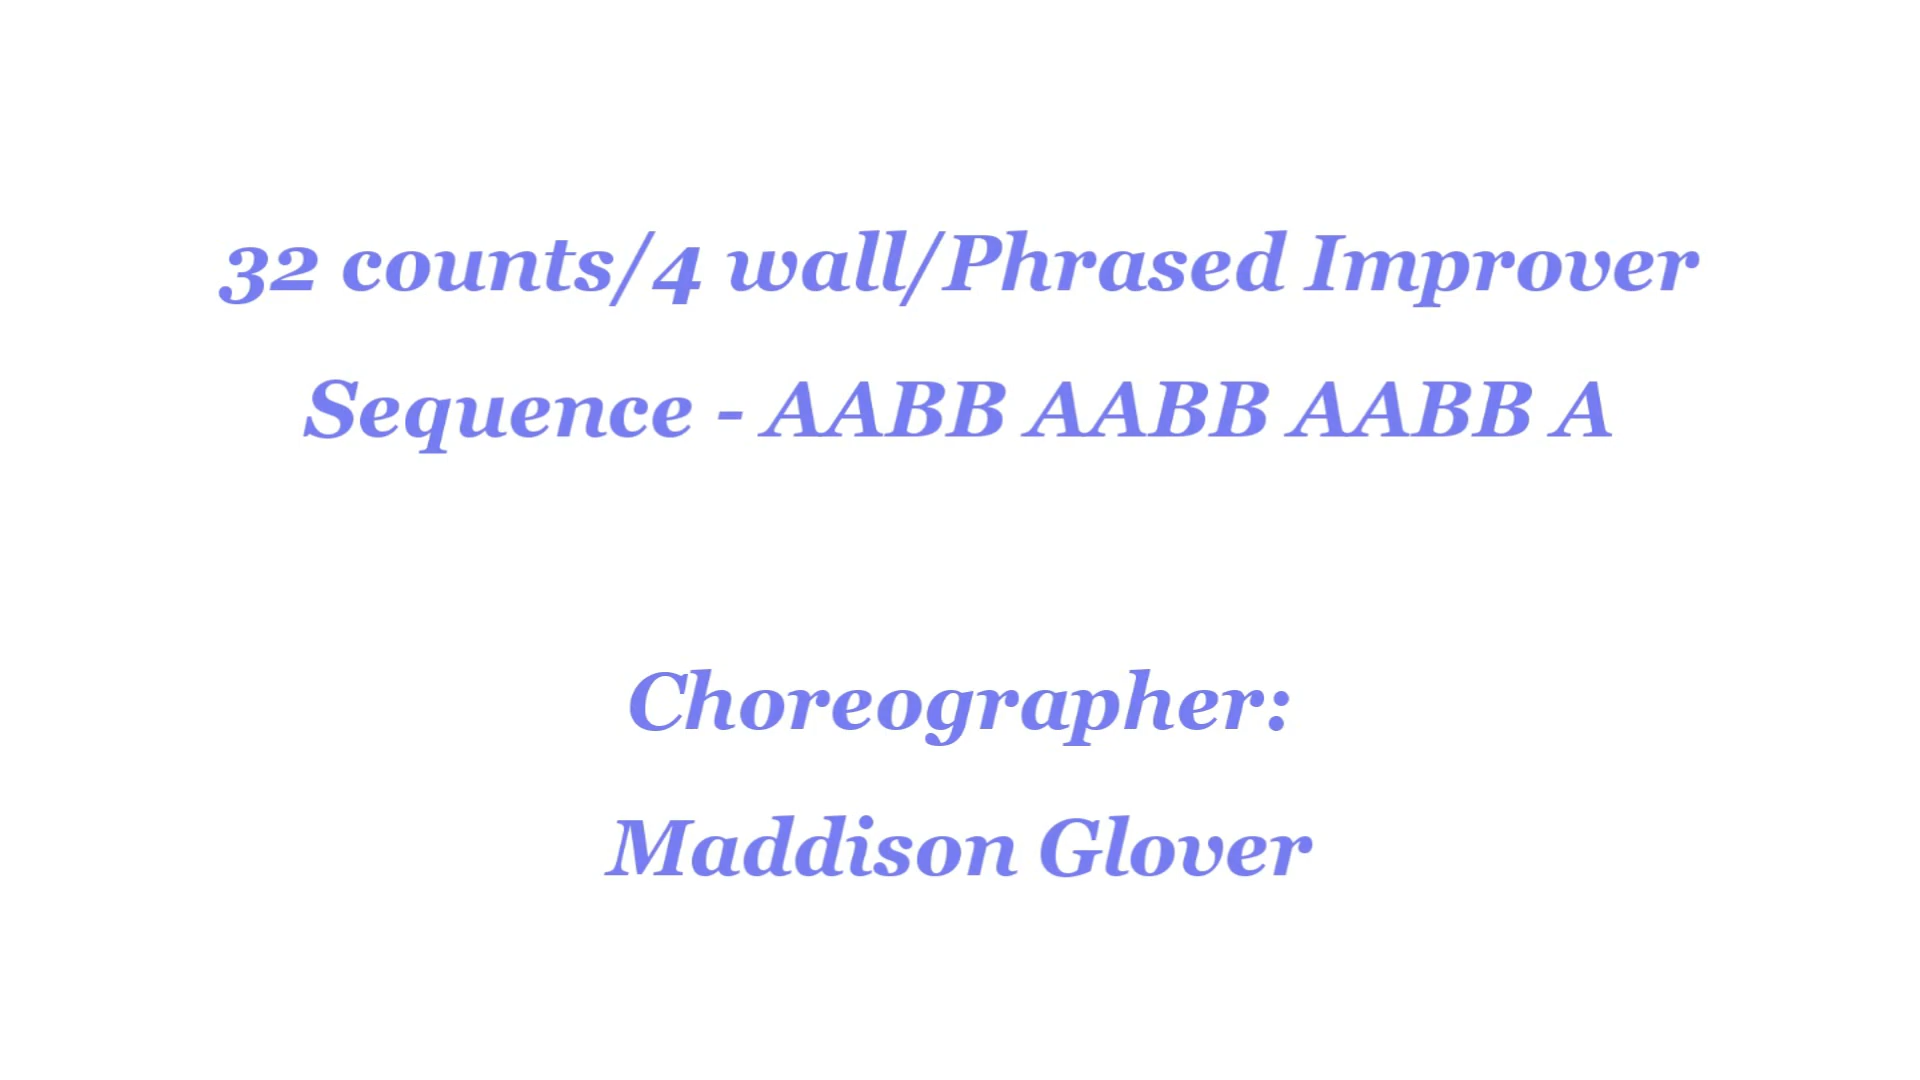 32 counts/4 wall/Phrased Improver
Sequence - AABB AABB AABB A
Choreographer:
Maddison Glover